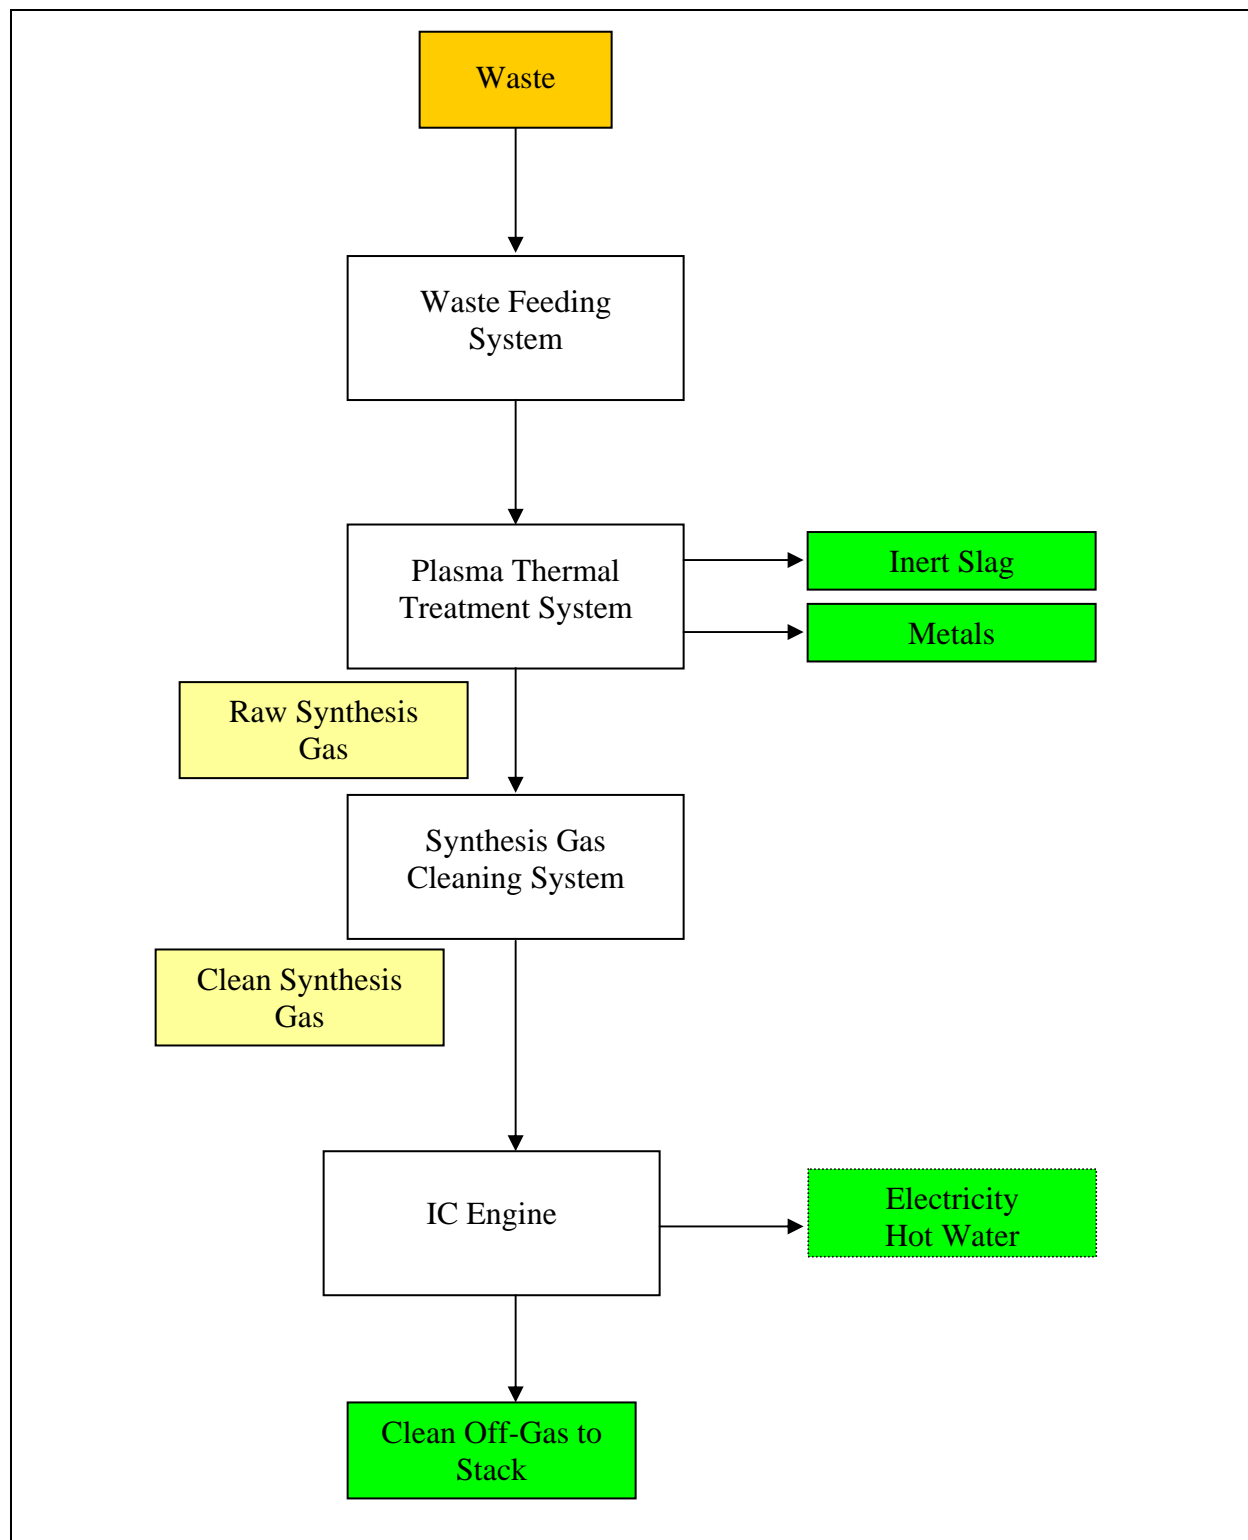 Waste
Waste Feeding
System
Plasma Thermal
Treatment System
Inert Slag
Metals
Raw Synthesis
Gas
Synthesis Gas
Cleaning System
Clean Synthesis
Gas
IC Engine
Electricity
Hot Water
Clean Off-Gas to
Stack